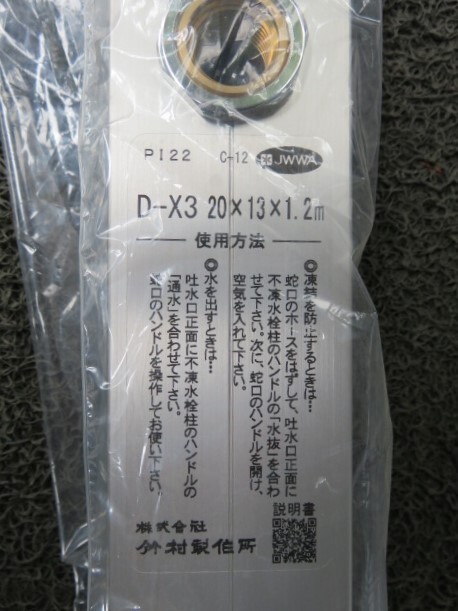 PI22 C-12 JWWA
D-X3 20×13×1.2m
使用方法
◎凍結を防止するときは…
蛇口のホースをはずして、吐水口正面に
不凍水栓柱のハンドルの「水抜」を合わ
せて下さい。次に、蛇口のハンドルを開け、
空気を入れて下さい。
◎水を出すときは…
吐水口正面に不凍水栓柱のハンドルの
「通水」を合わせて下さい。
蛇口のハンドルを操作してお使い下さい。
説明書
株式会社
竹村製作所